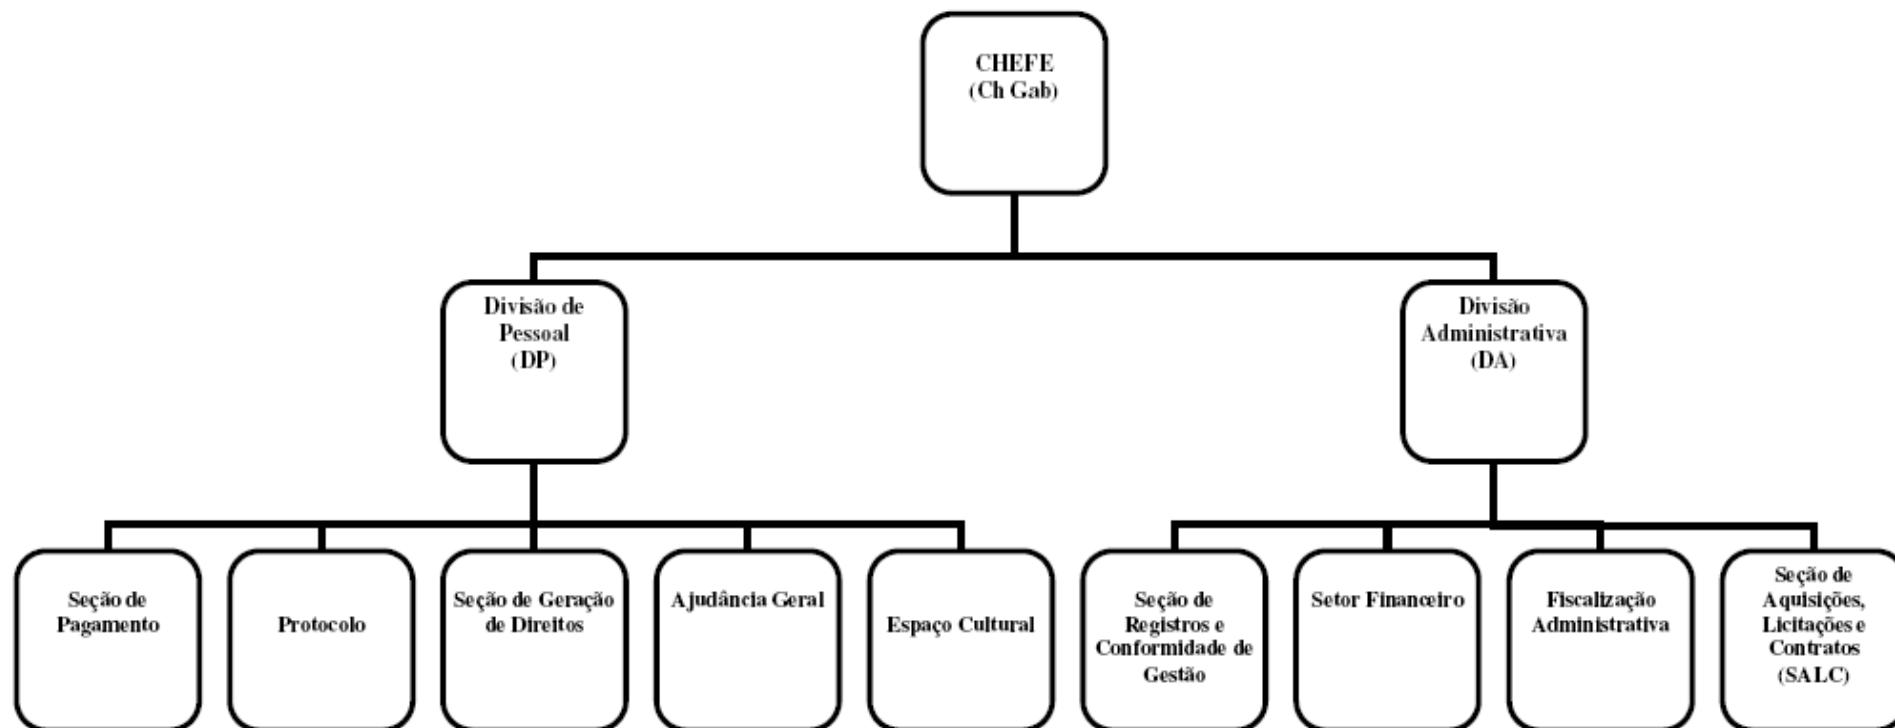 CHEFE
(Ch Gab)
Divisão de
Pessoal
(DP)
Divisão
Administrativa
(DA)
Seção de
Pagamento
Protocolo
Seção de Geração
de Direitos
Ajudância Geral
Espaço Cultural
Seção de
Registros e
Conformidade de
Gestão
Setor Financeiro
Fiscalização
Administrativa
Seção de
Aquisições,
Licitações e
Contratos
(SALC)